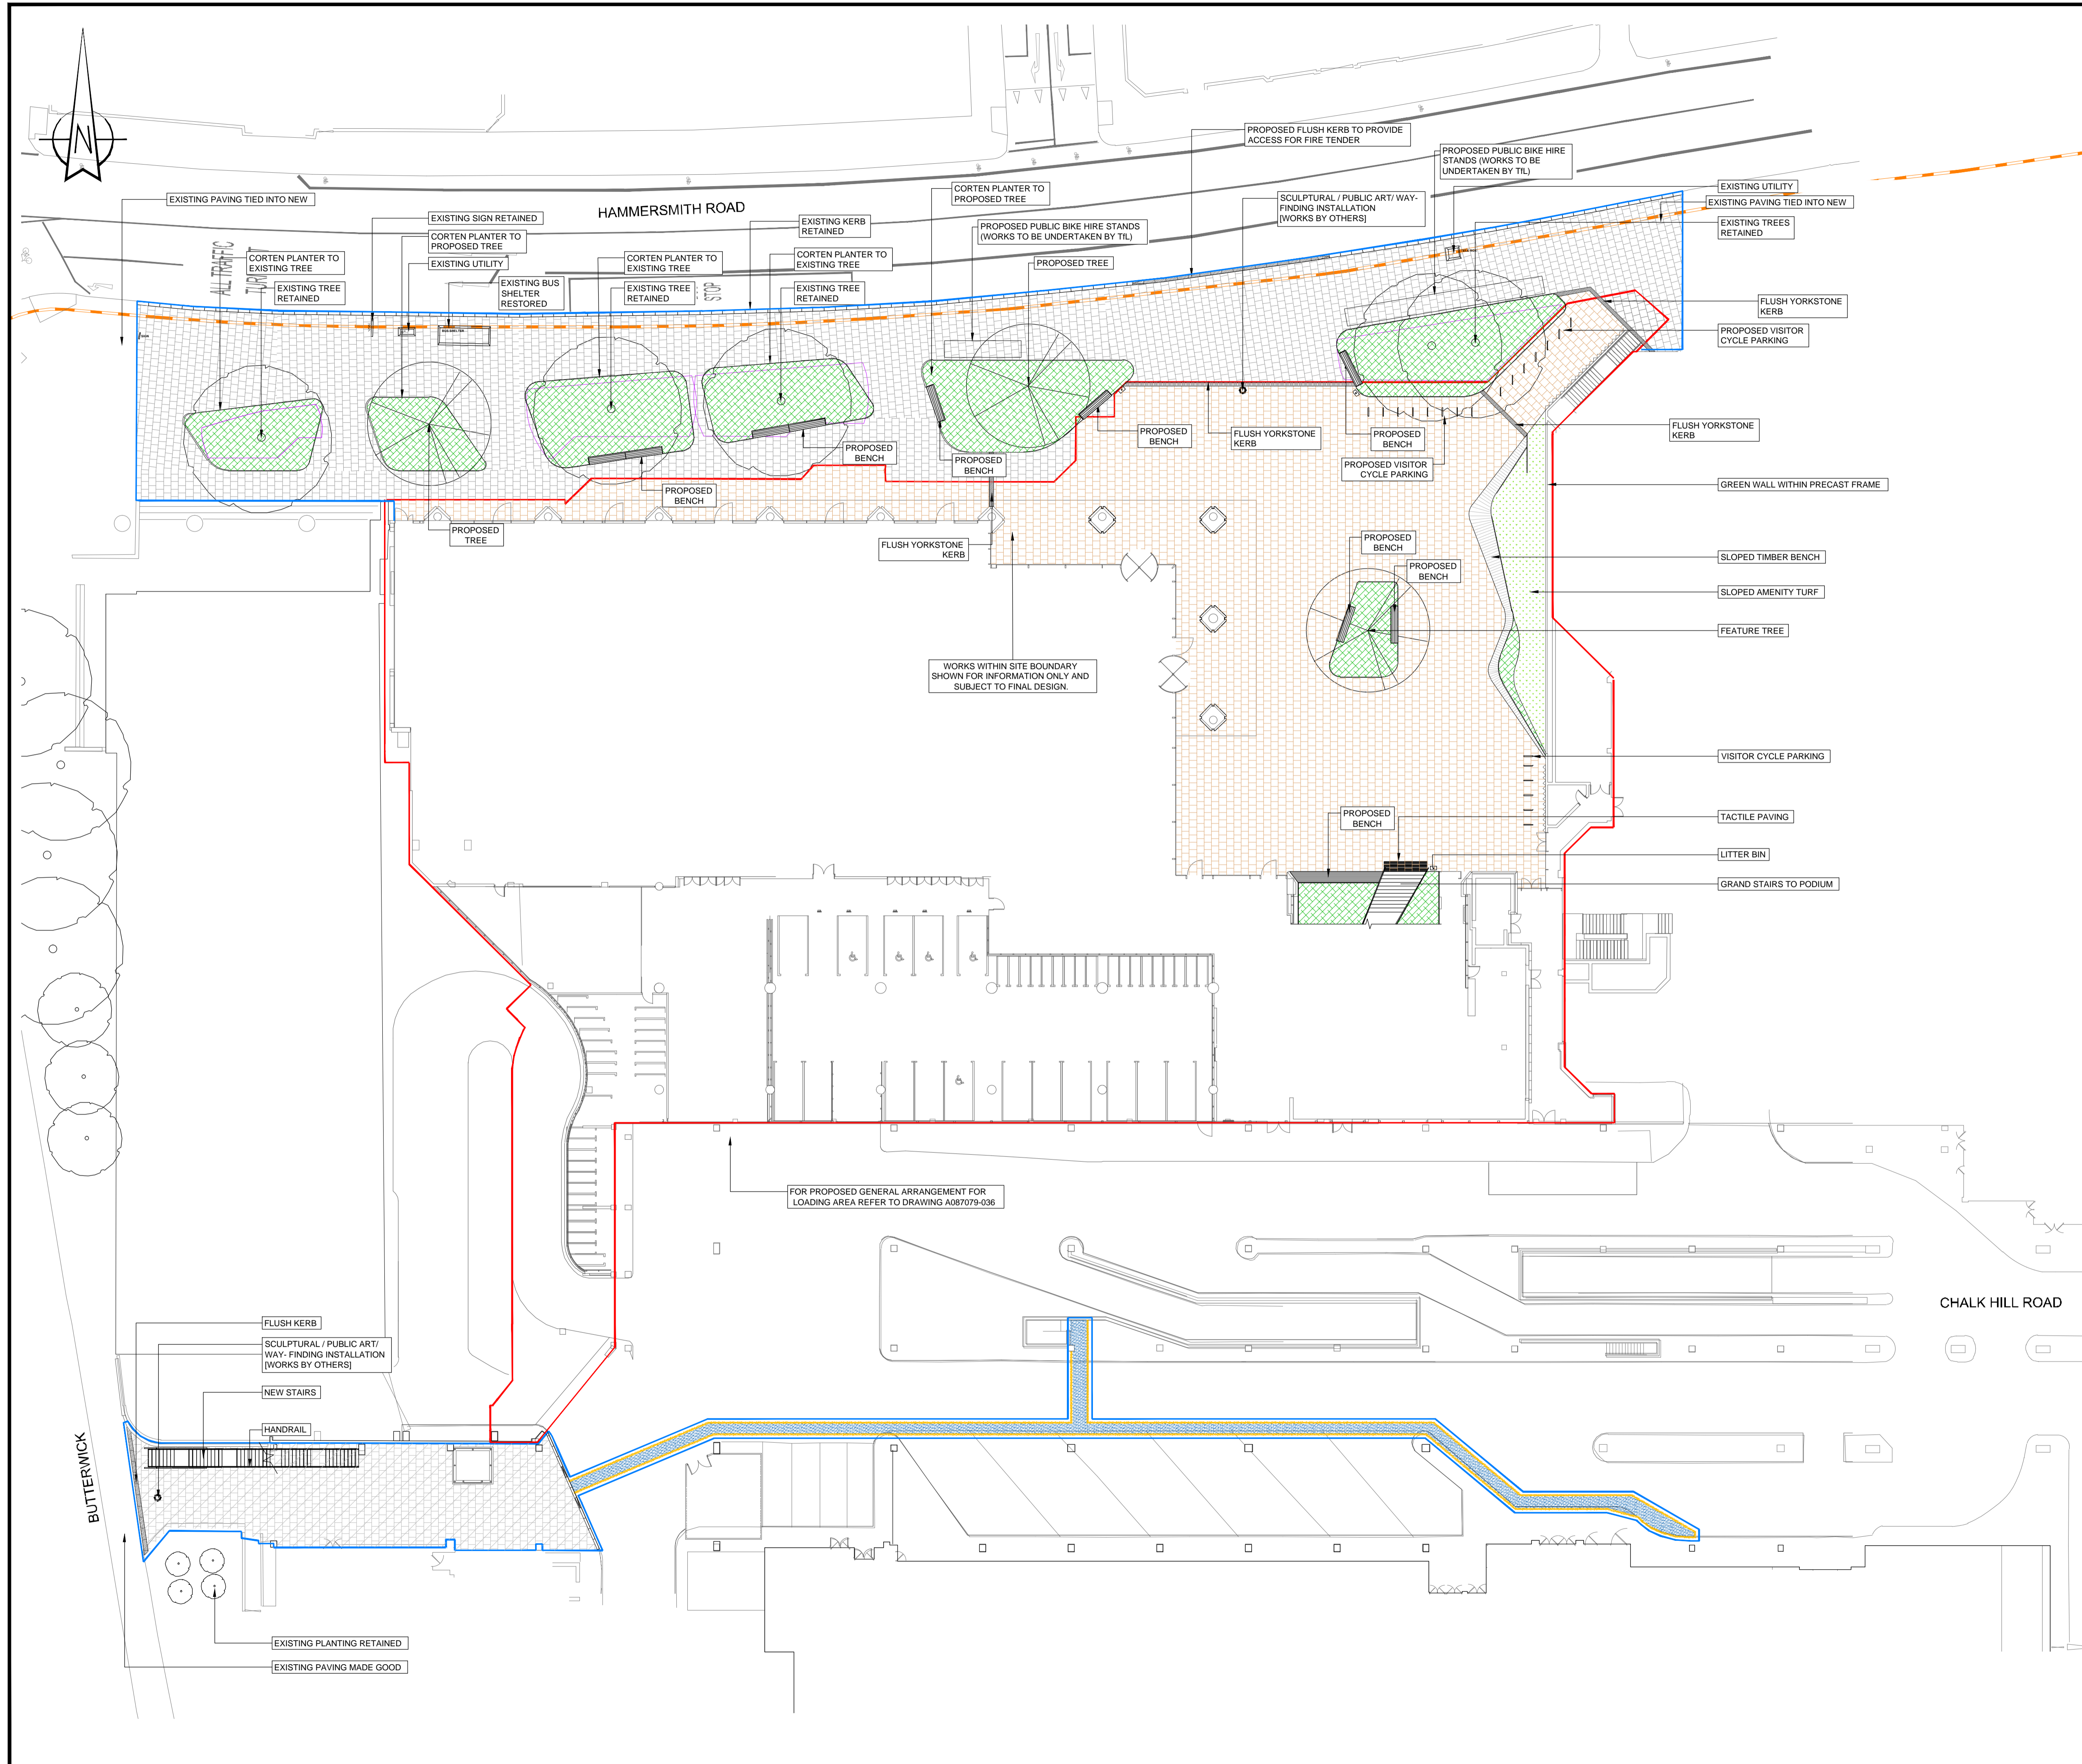 N
PROPOSED FLUSH KERB TO PROVIDE
ACCESS FOR FIRE TENDER
PROPOSED PUBLIC BIKE HIRE
STANDS (WORKS TO BE
UNDERTAKEN BY TfL)
EXISTING PAVING TIED INTO NEW
CORTEN PLANTER TO
PROPOSED TREE
SCULPTURAL / PUBLIC ART/ WAY-
FINDING INSTALLATION
[WORKS BY OTHERS]
EXISTING UTILITY
EXISTING PAVING TIED INTO NEW
EXISTING SIGN RETAINED
HAMMERSMITH ROAD
EXISTING KERB
RETAINED
PROPOSED PUBLIC BIKE HIRE STANDS
(WORKS TO BE UNDERTAKEN BY TfL)
EXISTING TREES
RETAINED
CORTEN PLANTER TO
PROPOSED TREE
ALL TRAFFIC
CORTEN PLANTER TO
EXISTING TREE
EXISTING UTILITY
CORTEN PLANTER TO
EXISTING TREE
CORTEN PLANTER TO
EXISTING TREE
PROPOSED TREE
EXISTING TREE
RETAINED
EXISTING BUS
SHELTER
RESTORED
EXISTING TREE
RETAINED
STOP
EXISTING TREE
RETAINED
FLUSH YORKSTONE
KERB
BUS SHELTER
PROPOSED VISITOR
CYCLE PARKING
PROPOSED
BENCH
FLUSH YORKSTONE
KERB
PROPOSED
BENCH
FLUSH YORKSTONE
KERB
PROPOSED
BENCH
PROPOSED
BENCH
PROPOSED VISITOR
CYCLE PARKING
PROPOSED
BENCH
GREEN WALL WITHIN PRECAST FRAME
PROPOSED
TREE
FLUSH YORKSTONE
KERB
PROPOSED
BENCH
PROPOSED
BENCH
SLOPED TIMBER BENCH
SLOPED AMENITY TURF
FEATURE TREE
WORKS WITHIN SITE BOUNDARY
SHOWN FOR INFORMATION ONLY AND
SUBJECT TO FINAL DESIGN.
VISITOR CYCLE PARKING
PROPOSED
BENCH
TACTILE PAVING
LITTER BIN
GRAND STAIRS TO PODIUM
FOR PROPOSED GENERAL ARRANGEMENT FOR
LOADING AREA REFER TO DRAWING A087079-036
CHALK HILL ROAD
FLUSH KERB
SCULPTURAL / PUBLIC ART/
WAY- FINDING INSTALLATION
[WORKS BY OTHERS]
NEW STAIRS
HANDRAIL
BUTTERWICK
EXISTING PLANTING RETAINED
EXISTING PAVING MADE GOOD